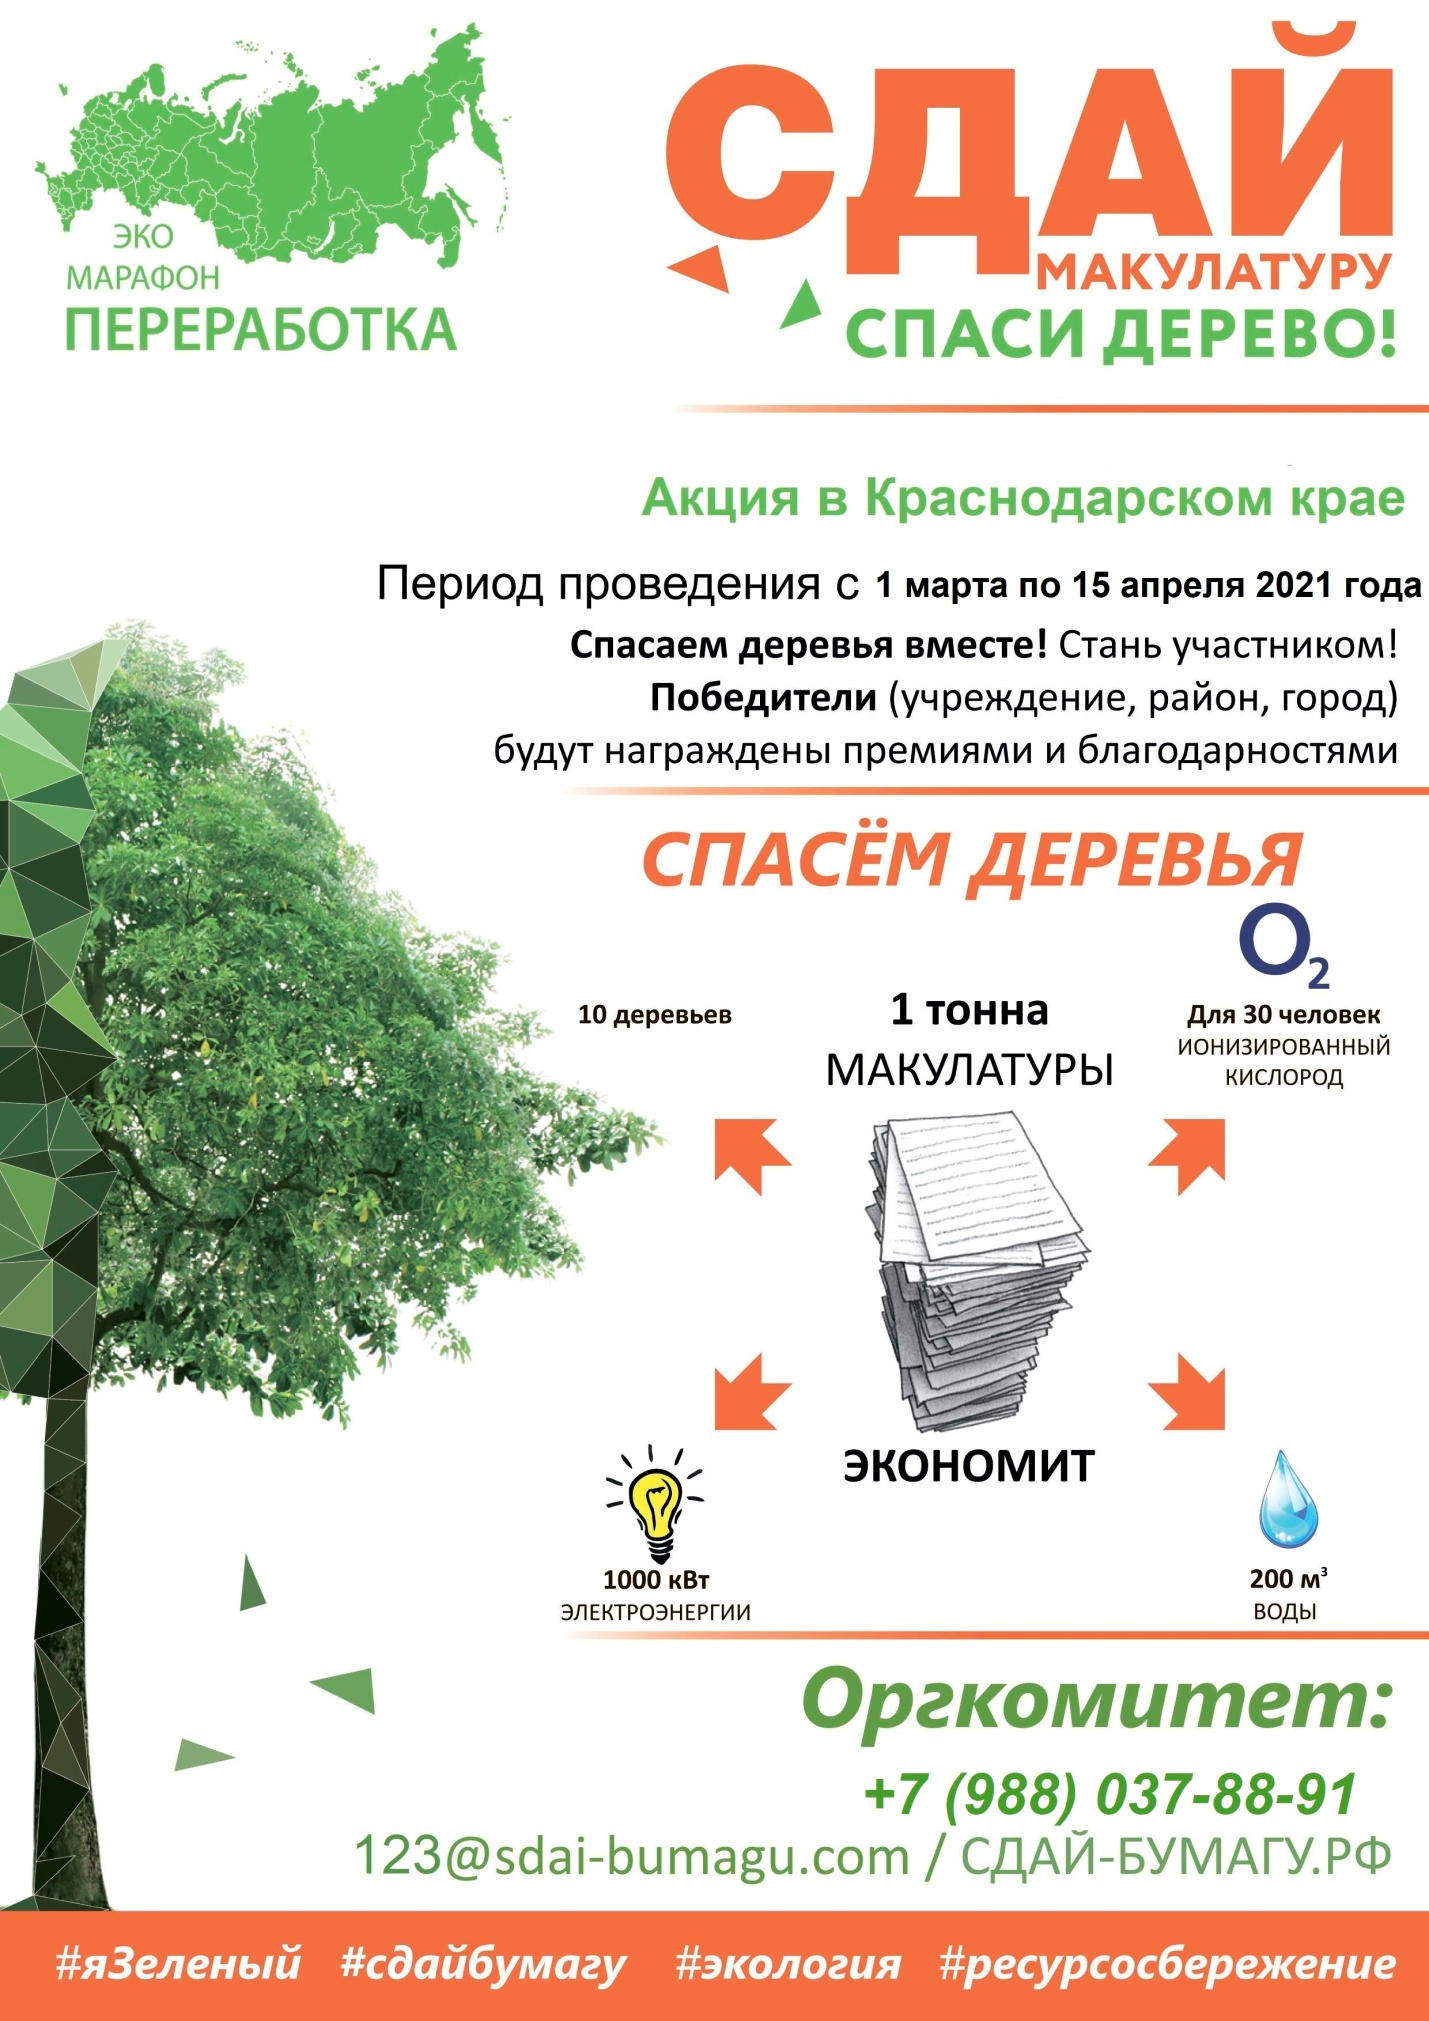 ЭКО
МАРАФОН
ПЕРЕРАБОТКА
СДАЙ
МАКУЛАТУРУ
СПАСИ ДЕРЕВО!
Акция в Краснодарском крае
Период проведения с 1 марта по 15 апреля 2021 года
Спасаем деревья вместе! Стань участником!
Победители (учреждение, район, город)
будут награждены премиями и благодарностями
СПАСЁМ ДЕРЕВЬЯ
O₂
10 деревьев
1 тонна
МАКУЛАТУРЫ
Для 30 человек
ИОНИЗИРОВАННЫЙ
КИСЛОРОД
ЭКОНОМИТ
1000 кВт
ЭЛЕКТРОЭНЕРГИИ
200 м³
ВОДЫ
Оргкомитет:
+7 (988) 037-88-91
123@sdai-bumagu.com / СДАЙ-БУМАГУ.РФ
#яЗеленый #сдайбумагу #экология #ресурсосбережение